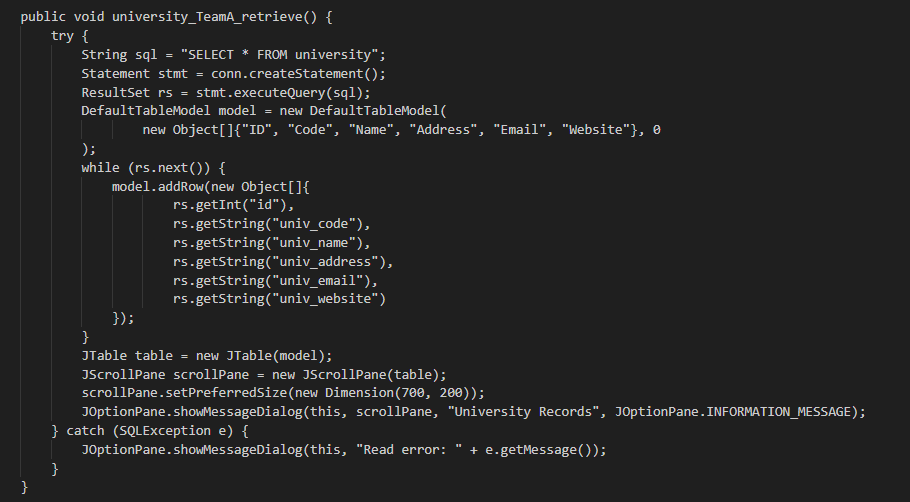 public void university_TeamA_retrieve() {
    try {
        String sql = "SELECT * FROM university";
        Statement stmt = conn.createStatement();
        ResultSet rs = stmt.executeQuery(sql);
        DefaultTableModel model = new DefaultTableModel(
                new Object[]{"ID", "Code", "Name", "Address", "Email", "Website"}, 0
        );
        while (rs.next()) {
            model.addRow(new Object[]{
                    rs.getInt("id"),
                    rs.getString("univ_code"),
                    rs.getString("univ_name"),
                    rs.getString("univ_address"),
                    rs.getString("univ_email"),
                    rs.getString("univ_website")
            });
        }
        JTable table = new JTable(model);
        JScrollPane scrollPane = new JScrollPane(table);
        scrollPane.setPreferredSize(new Dimension(700, 200));
        JOptionPane.showMessageDialog(this, scrollPane, "University Records", JOptionPane.INFORMATION_MESSAGE);
    } catch (SQLException e) {
        JOptionPane.showMessageDialog(this, "Read error: " + e.getMessage());
    }
}